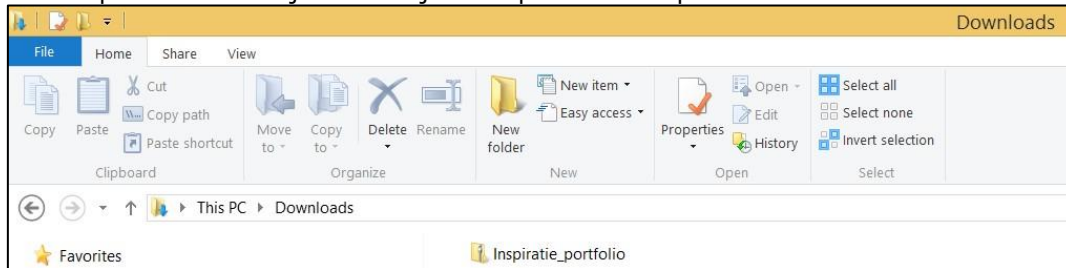 Downloads
File Home Share View
Copy
Paste
Cut
Copy path
Paste shortcut
Clipboard
Move to
Copy to
Delete
Rename
Organize
New folder
New item
Easy access
New
Properties
Open
Edit
History
Open
Select all
Select none
Invert selection
Select
This PC Downloads
Favorites
Inspiratie_portfolio